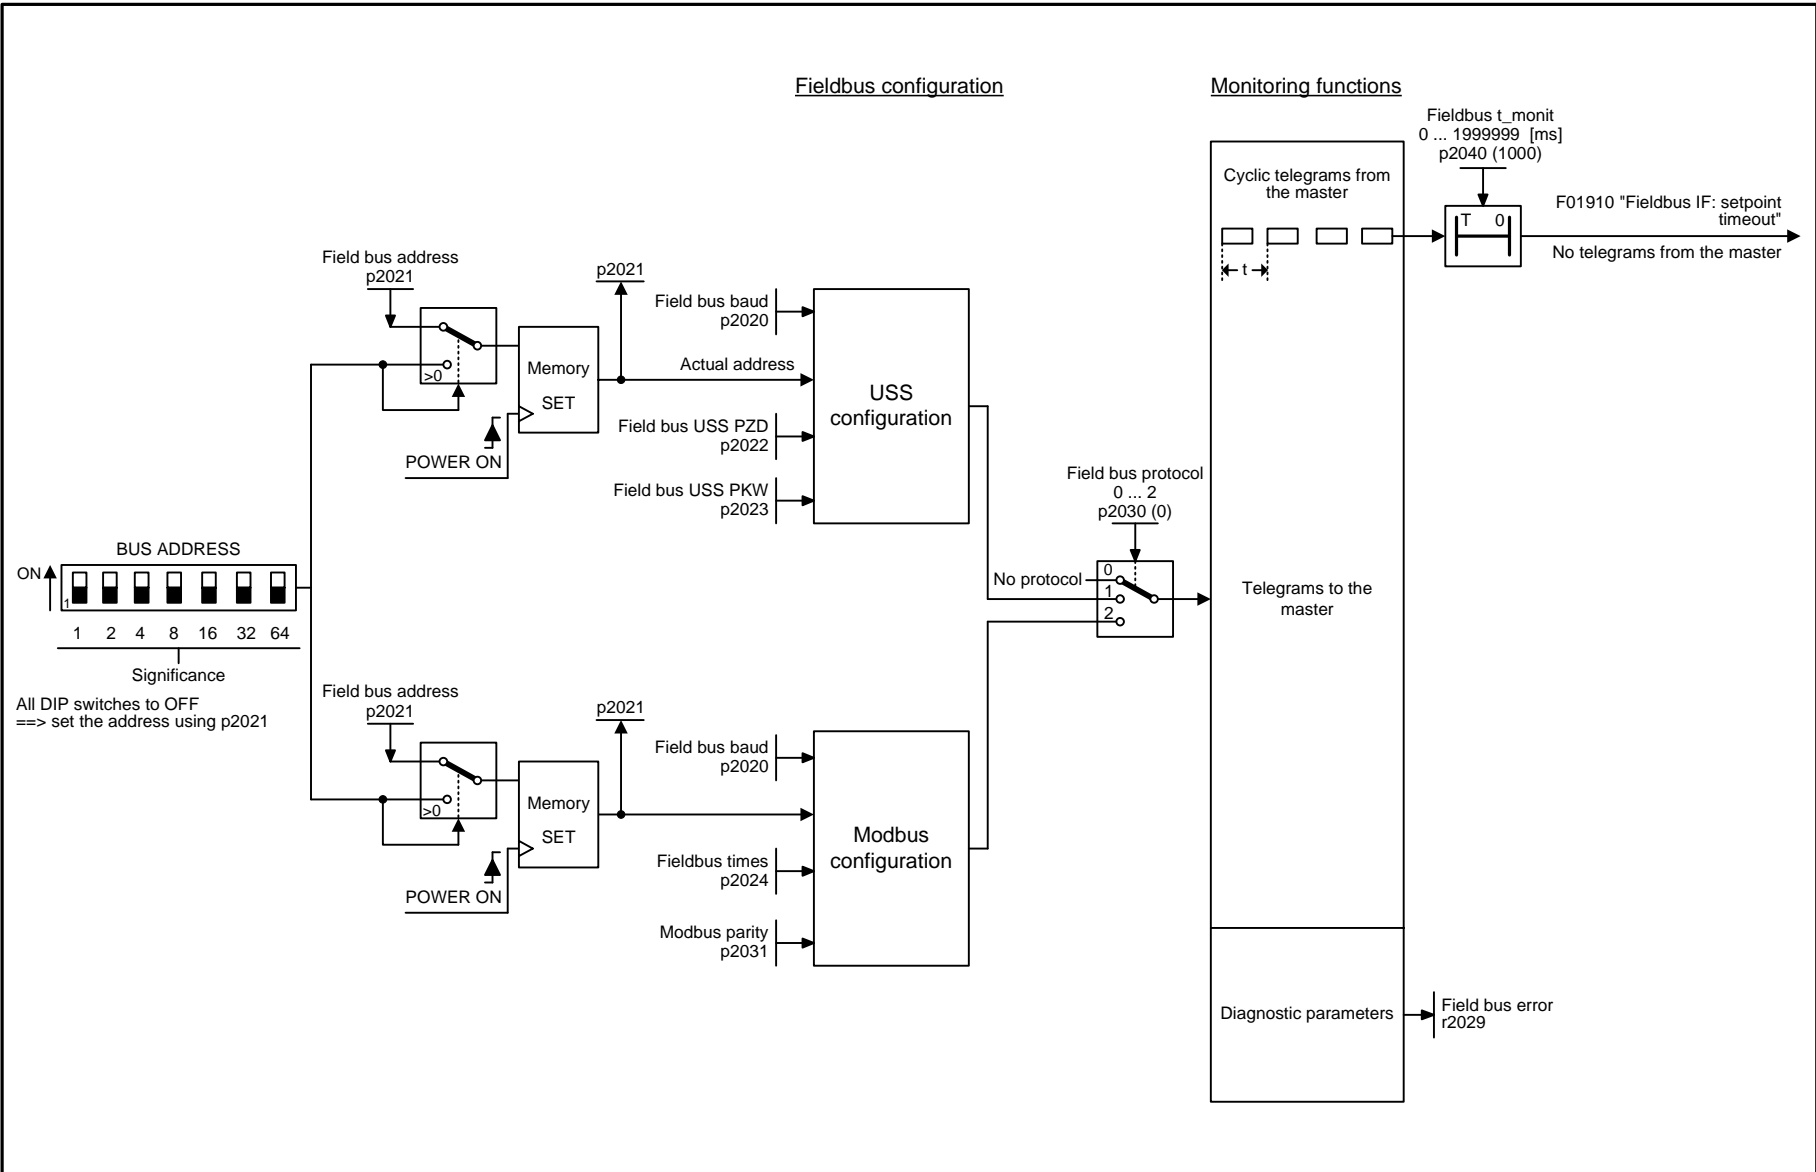 Fieldbus configuration
Monitoring functions
Fieldbus t_monit
0 ... 1999999 [ms]
p2040 (1000)
Cyclic telegrams from
the master
T 0
F01910 "Fieldbus IF: setpoint
timeout"
No telegrams from the master
t
Field bus address
p2021
>0
Memory
SET
POWER ON
p2021
Field bus baud
p2020
Actual address
Field bus USS PZD
p2022
Field bus USS PKW
p2023
USS
configuration
Field bus protocol
0 ... 2
p2030 (0)
No protocol
0
1
2
Telegrams to the
master
BUS ADDRESS
ON
1
1 2 4 8 16 32 64
Significance
All DIP switches to OFF
==> set the address using p2021
Field bus address
p2021
>0
Memory
SET
POWER ON
p2021
Field bus baud
p2020
Fieldbus times
p2024
Modbus parity
p2031
Modbus
configuration
Diagnostic parameters
Field bus error
r2029